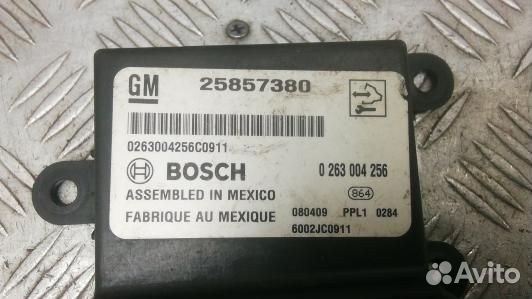 GM 25857380
0263004256C0911
BOSCH 0 263 004 256
ASSEMBLED IN MEXICO 864
FABRIQUE AU MEXIQUE 080409 PPL1 0284
6002JC0911
Avito